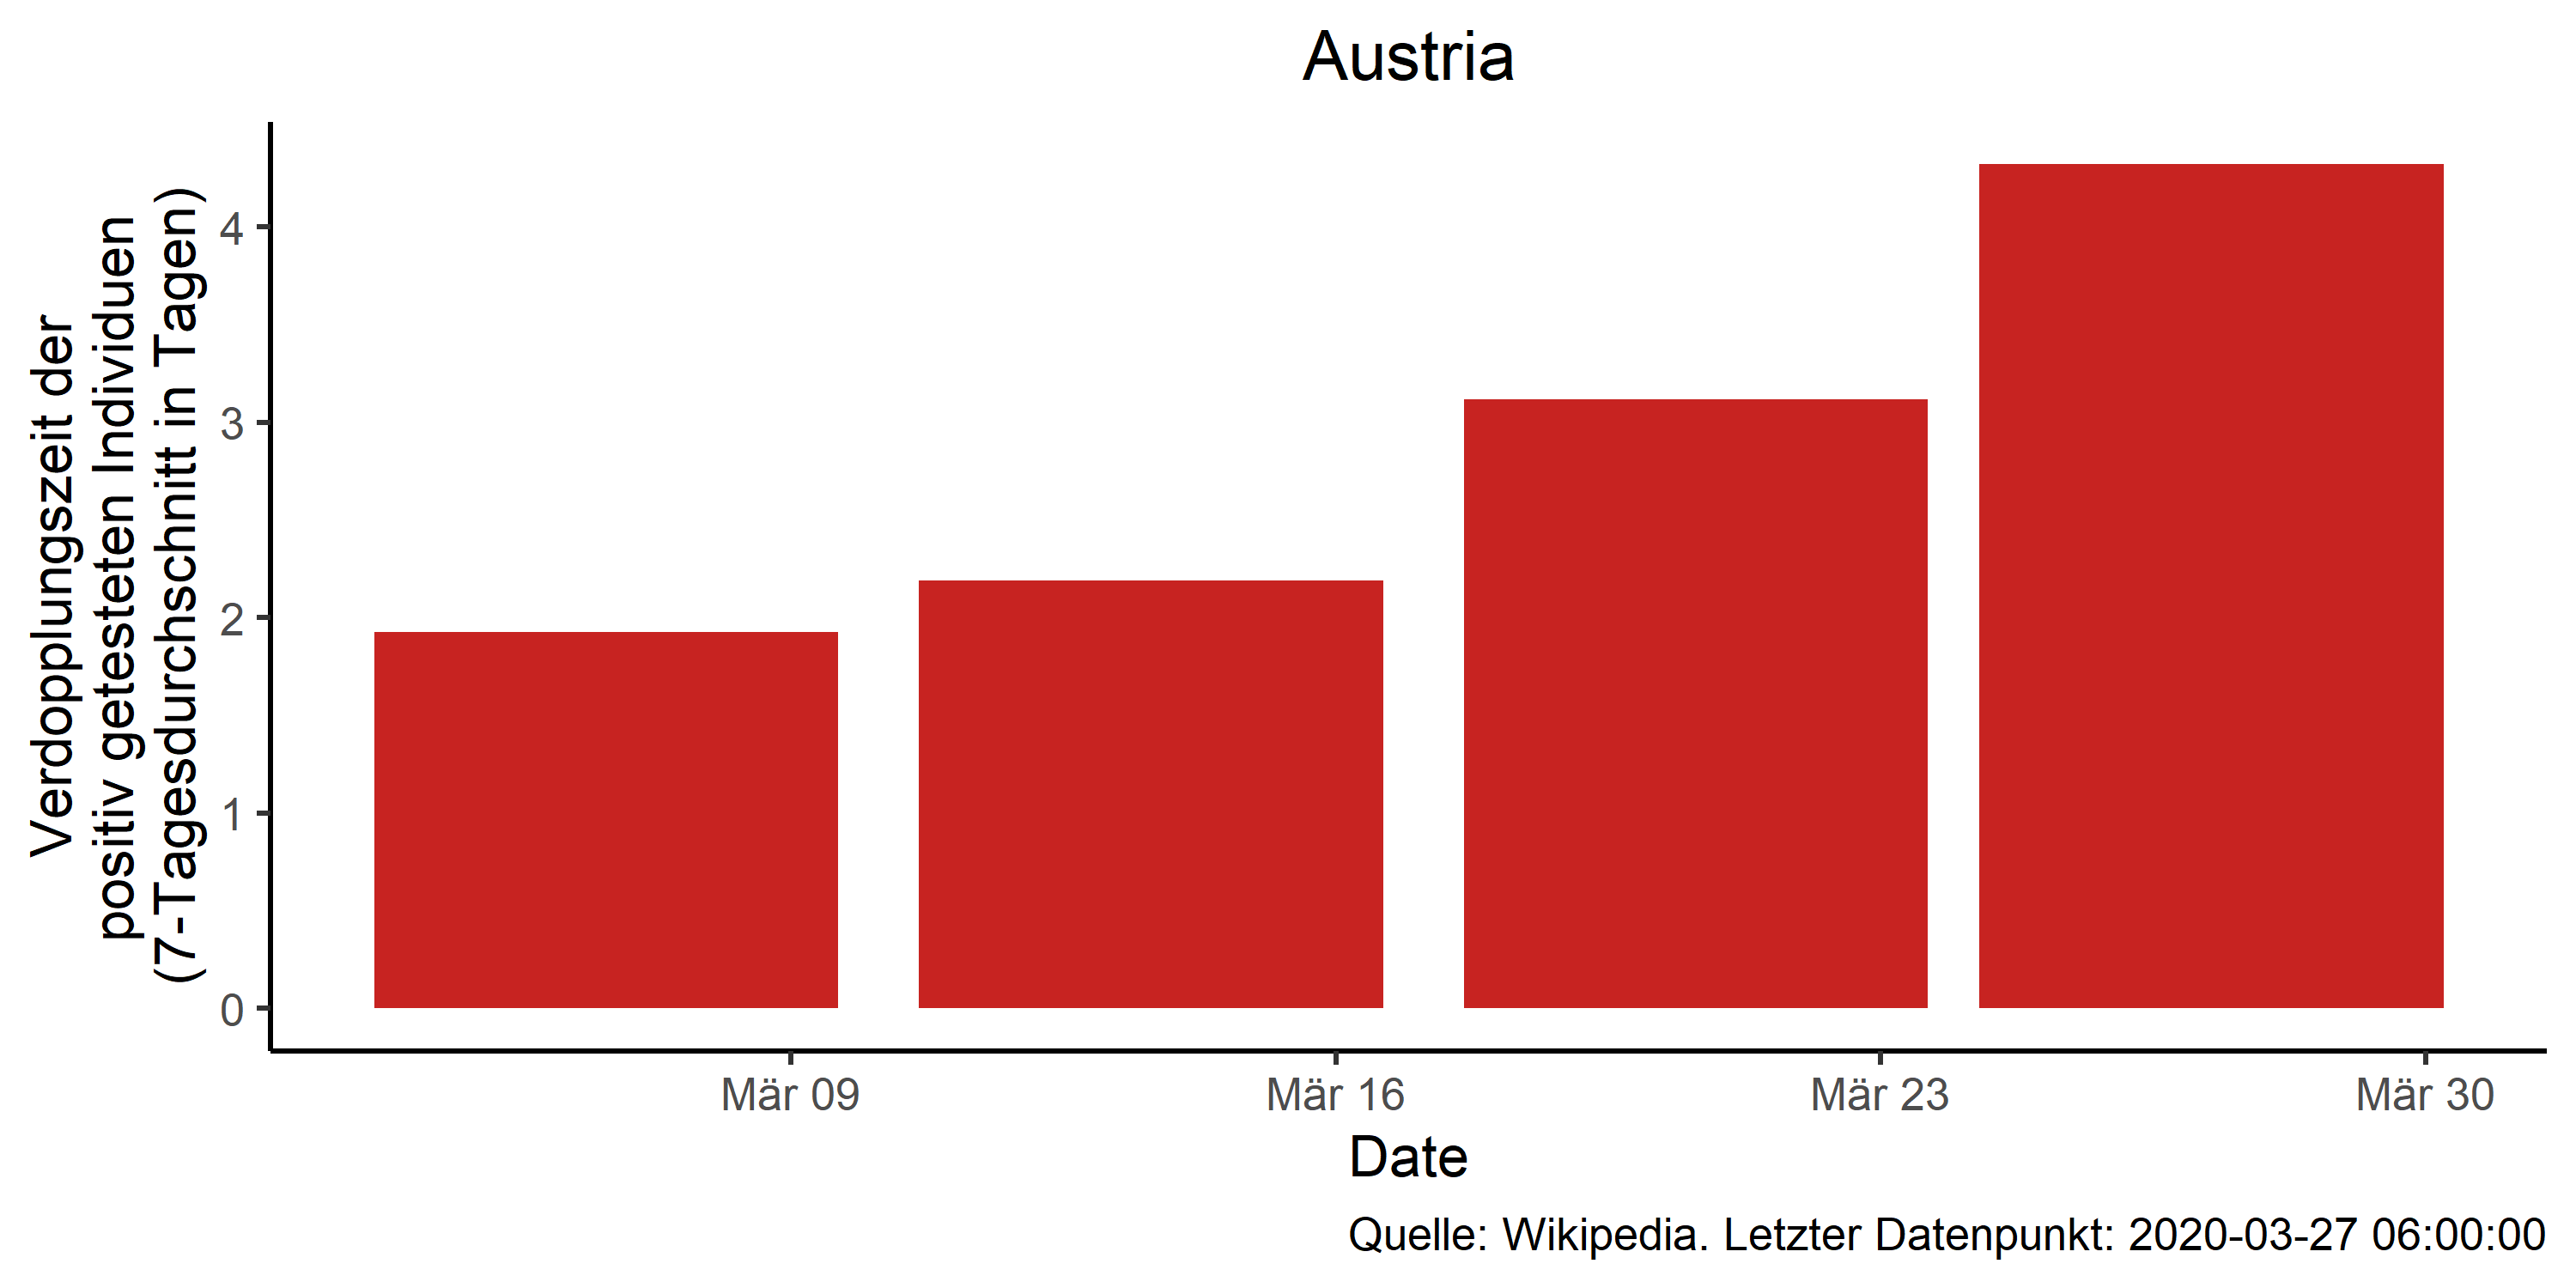 Austria
Verdopplungszeit der
positiv getesteten Individuen
(7-Tagesdurchschnitt in Tagen)
4
3
2
1
0
Mär 09
Mär 16
Mär 23
Mär 30
Date
Quelle: Wikipedia. Letzter Datenpunkt: 2020-03-27 06:00:00